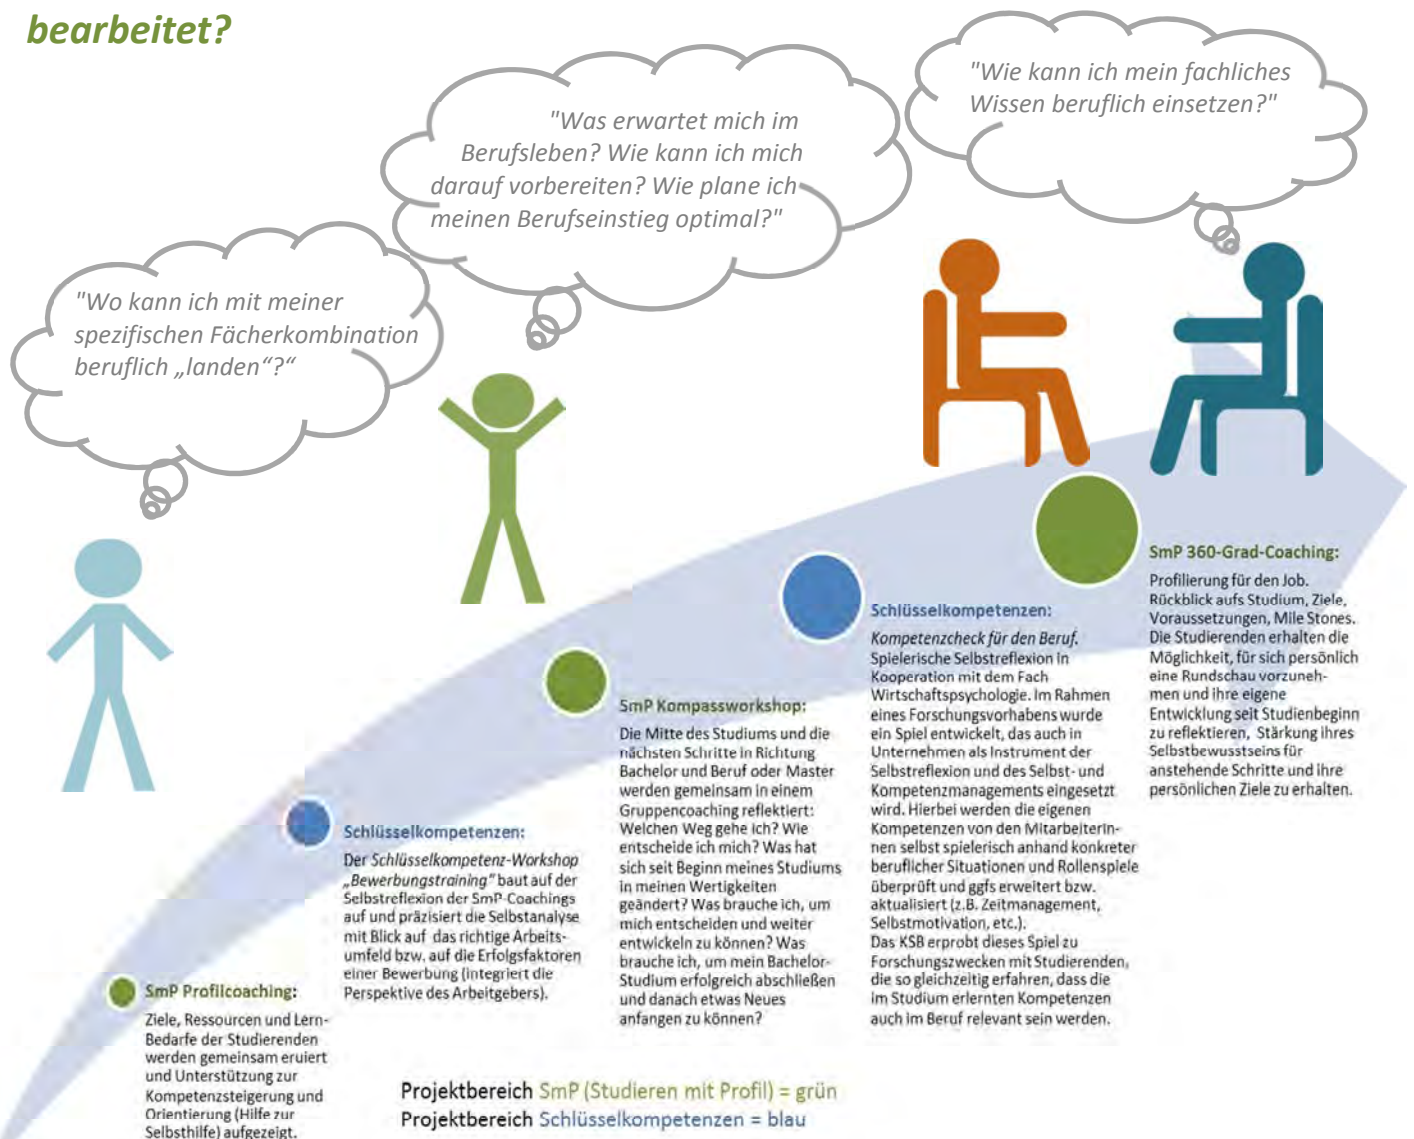 bearbeitet?
"Wie kann ich mein fachliches
Wissen beruflich einsetzen?"
"Was erwartet mich im
Berufsleben? Wie kann ich mich
darauf vorbereiten? Wie plane ich
meinen Berufseinstieg optimal?"
"Wo kann ich mit meiner
spezifischen Fächerkombination
beruflich „landen“?“
SmP 360-Grad-Coaching:
Profilierung für den Job.
Rückblick aufs Studium, Ziele,
Voraussetzungen, Mile Stones.
Die Studierenden erhalten die
Möglichkeit, für sich persönlich
eine Rundschau vorzuneh-
men und ihre eigene
Entwicklung seit Studienbeginn
zu reflektieren, Stärkung ihres
Selbstbewusstseins für
anstehende Schritte und ihre
persönlichen Ziele zu erhalten.
Schlüsselkompetenzen:
Kompetenzcheck für den Beruf.
Spielerische Selbstreflexion in
Kooperation mit dem Fach
Wirtschaftspsychologie. Im Rahmen
eines Forschungsvorhabens wurde
ein Spiel entwickelt, das auch in
Unternehmen als Instrument der
Selbstreflexion und des Selbst- und
Kompetenzmanagements eingesetzt
wird. Hierbei werden die eigenen
Kompetenzen von den MitarbeiterIn-
nen selbst spielerisch anhand konkreter
beruflicher Situationen und Rollenspiele
überprüft und ggfs erweitert bzw.
aktualisiert (z.B. Zeitmanagement,
Selbstmotivation, etc.).
Das KSB erprobt dieses Spiel zu
Forschungszwecken mit Studierenden,
die so gleichzeitig erfahren, dass die
im Studium erlernten Kompetenzen
auch im Beruf relevant sein werden.
SmP Kompassworkshop:
Die Mitte des Studiums und die
nächsten Schritte in Richtung
Bachelor und Beruf oder Master
werden gemeinsam in einem
Gruppencoaching reflektiert:
Welchen Weg gehe ich? Wie
entscheide ich mich? Was hat
sich seit Beginn meines Studiums
in meinen Wertigkeiten
geändert? Was brauche ich, um
mich entscheiden und weiter
entwickeln zu können? Was
brauche ich, um mein Bachelor-
Studium erfolgreich abschließen
und danach etwas Neues
anfangen zu können?
Schlüsselkompetenzen:
Der Schlüsselkompetenz-Workshop
„Bewerbungstraining“ baut auf der
Selbstreflexion der SmP-Coachings
auf und präzisiert die Selbstanalyse
mit Blick auf das richtige Arbeits-
umfeld bzw. auf die Erfolgsfaktoren
einer Bewerbung (integriert die
Perspektive des Arbeitgebers).
SmP Profilcoaching:
Ziele, Ressourcen und Lern-
Bedarfe der Studierenden
werden gemeinsam eruiert
und Unterstützung zur
Kompetenzsteigerung und
Orientierung (Hilfe zur
Selbsthilfe) aufgezeigt.
Projektbereich SmP (Studieren mit Profil) = grün
Projektbereich Schlüsselkompetenzen = blau